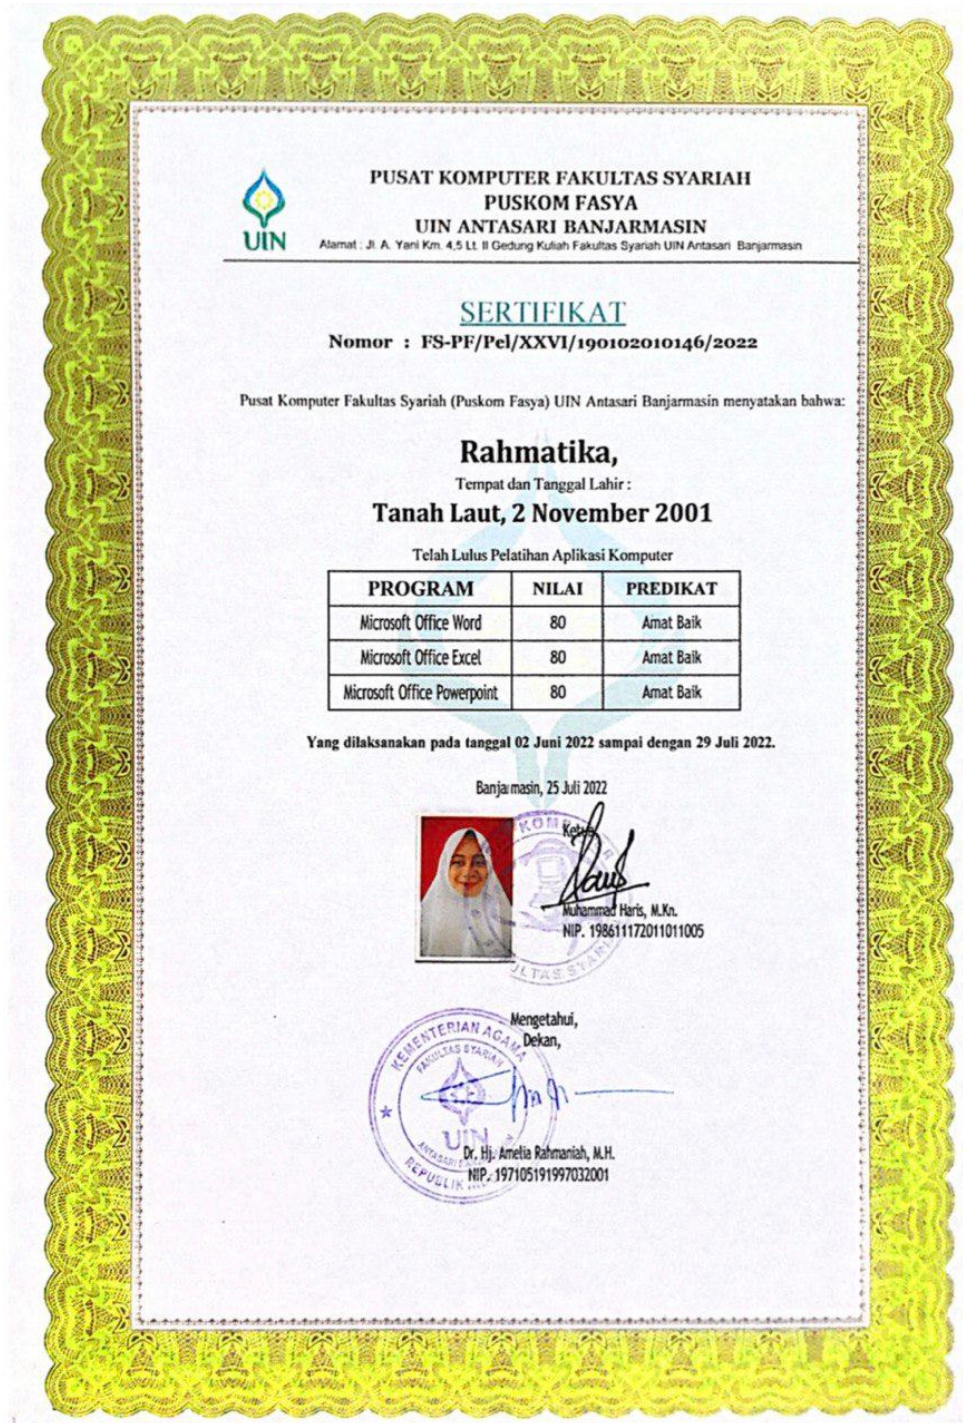 UIN
PUSAT KOMPUTER FAKULTAS SYARIAH
PUSKOM FASYA
UIN ANTASARI BANJARMASIN
Alamat : Jl. A. Yani Km. 4,5 Lt. II Gedung Kuliah Fakultas Syariah UIN Antasari Banjarmasin
SERTIFIKAT
Nomor : FS-PF/Pel/XXVI/190102010146/2022
Pusat Komputer Fakultas Syariah (Puskom Fasya) UIN Antasari Banjarmasin menyatakan bahwa:
Rahmatika,
Tempat dan Tanggal Lahir :
Tanah Laut, 2 November 2001
Telah Lulus Pelatihan Aplikasi Komputer
PROGRAM NILAI PREDIKAT
Microsoft Office Word 80 Amat Baik
Microsoft Office Excel 80 Amat Baik
Microsoft Office Powerpoint 80 Amat Baik
Yang dilaksanakan pada tanggal 02 Juni 2022 sampai dengan 29 Juli 2022.
Banjarmasin, 25 Juli 2022
Ketua
Muhammad Haris, M.Kn.
NIP. 198611172011011005
Mengetahui,
Dekan,
KEMENTERIAN AGAMA
FAKULTAS SYARIAH
UIN
Dr. Hj. Amelia Rahmaniah, M.H.
NIP. 197105191997032001